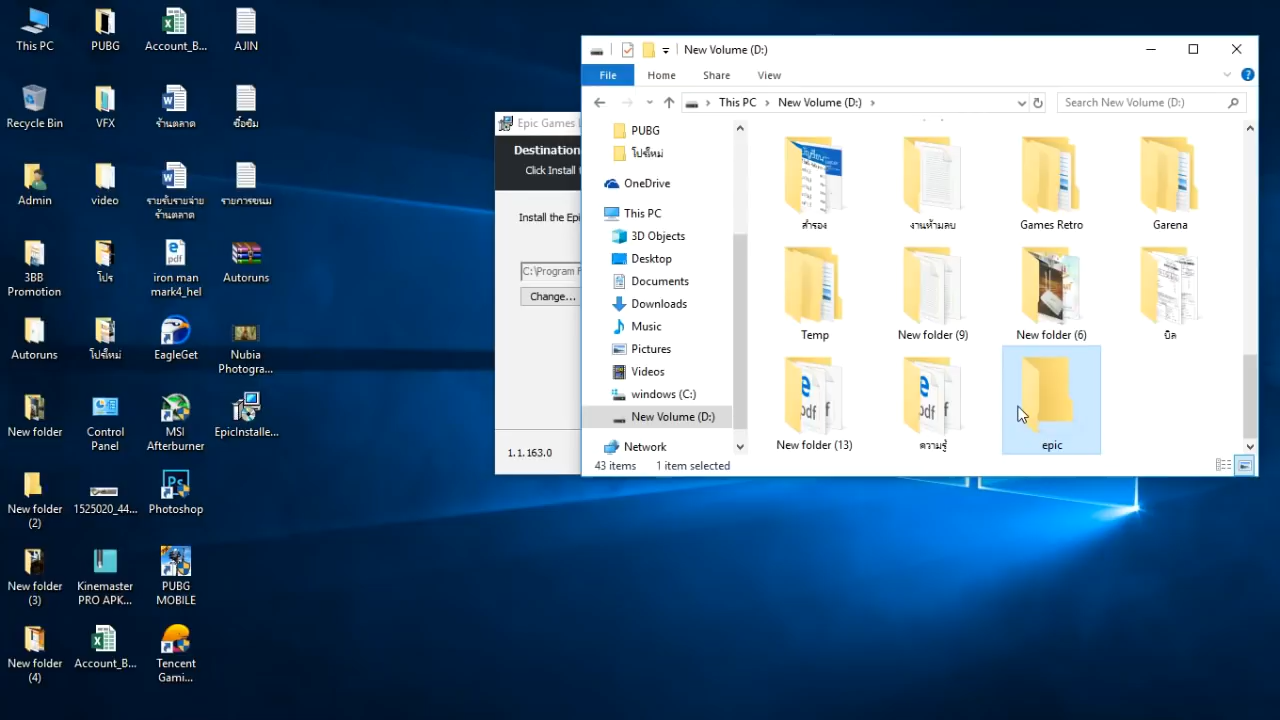 This PC
PUBG
Account_B...
AJIN
Recycle Bin
VFX
ร้านตลาด
ซื้อชิม
Admin
video
รายรับรายจ่าย
ร้านตลาด
รายการขนม
3BB
Promotion
โปร
iron man
mark4_hel
Autoruns
Autoruns
โปร์ใหม่
EagleGet
Nubia
Photogra...
New folder
Control
Panel
MSI
Afterburner
EpicInstalle...
New folder
(2)
1525020_44...
Photoshop
New folder
(3)
Kinemaster
PRO APK...
PUBG
MOBILE
New folder
(4)
Account_B...
Tencent
Gami...
Epic Games
Destination
Click Install
Install the Epi
C:\Program F
Change...
1.1.163.0
New Volume (D:)
File
Home
Share
View
This PC
New Volume (D:)
Search New Volume (D:)
PUBG
โปร์ใหม่
OneDrive
This PC
3D Objects
Desktop
Documents
Downloads
Music
Pictures
Videos
windows (C:)
New Volume (D:)
Network
สำรอง
งานห้ามลบ
Games Retro
Garena
Temp
New folder (9)
New folder (6)
บิล
New folder (13)
ความรู้
epic
43 items
1 item selected